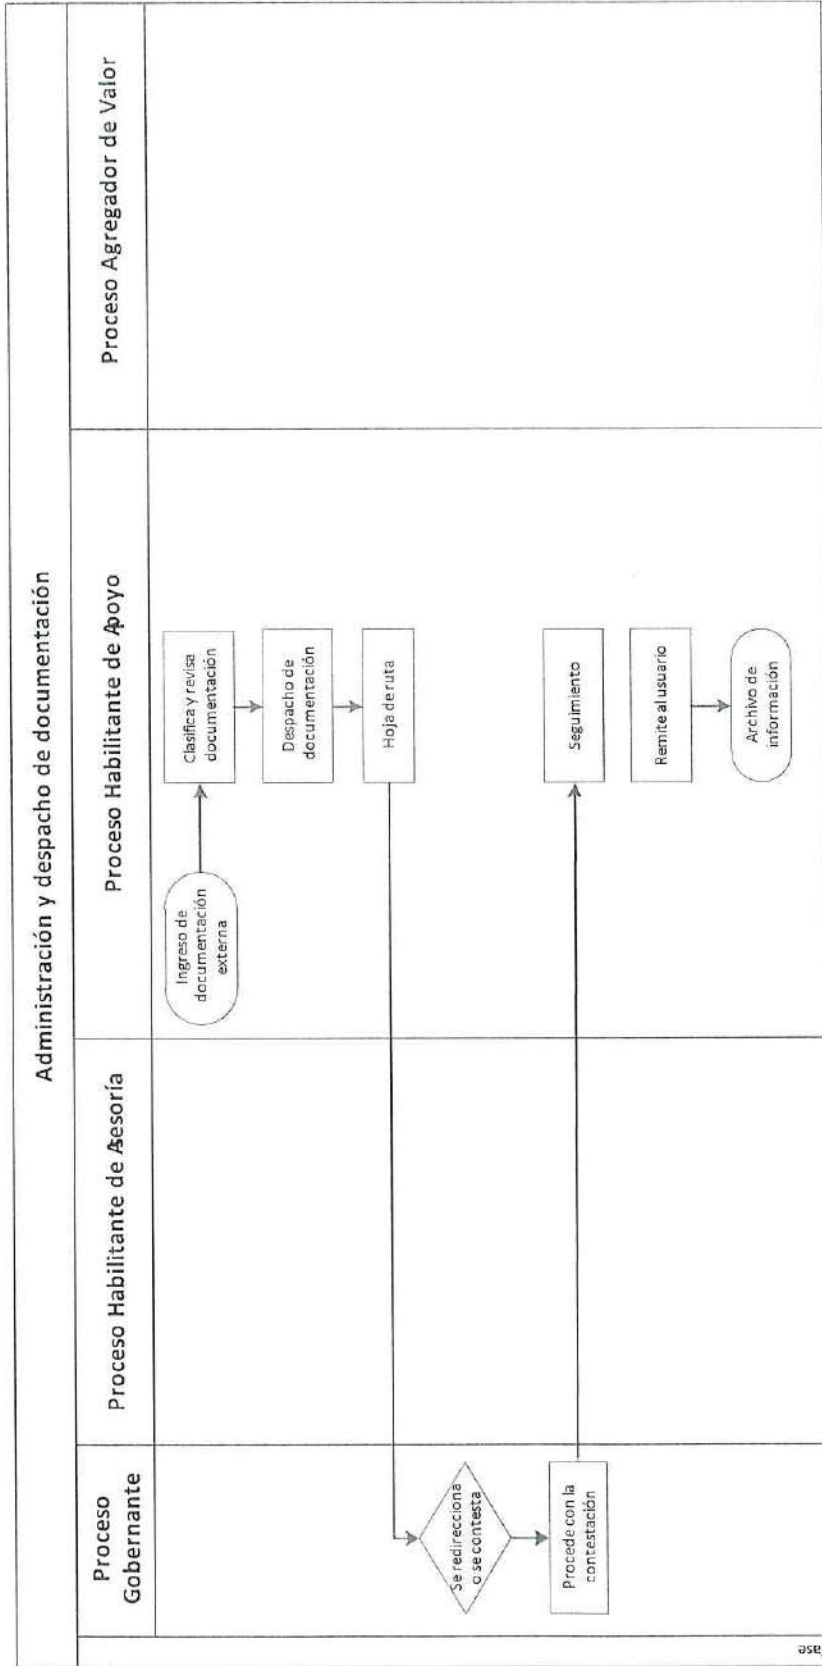 Administración y despacho de documentación
Proceso
Gobernante
Proceso Habilitante de Asesoría
Proceso Habilitante de Apoyo
Proceso Agregador de Valor
Ingreso de
documentación
externa
Clasifica y revisa
documentación
Despacho de
documentación
Hoja de ruta
Se redirecciona
o se contesta
Procede con la
contestación
Seguimiento
Remite al usuario
Archivo de
información
ase